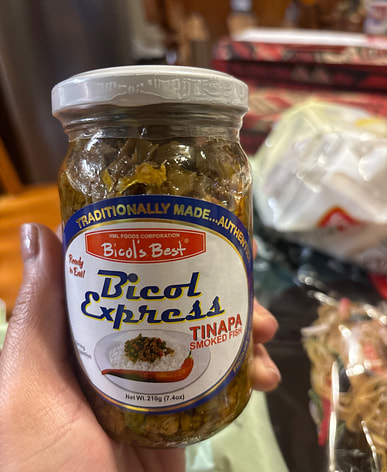 TRADITIONALLY MADE...AUTHENTIC
HML FOODS CORPORATION
Bicol's Best
Ready to
Eat!
Bicol
Express
TINAPA
SMOKED FISH
Net Wt. 210g (7.4oz)